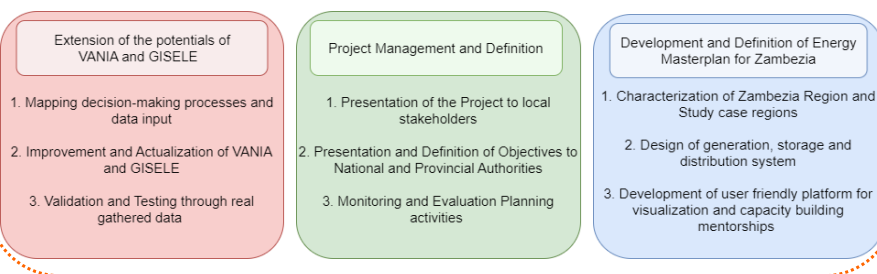 Extension of the potentials of
VANIA and GISELE
1. Mapping decision-making processes and
data input
2. Improvement and Actualization of VANIA
and GISELE
3. Validation and Testing through real
gathered data
Project Management and Definition
1. Presentation of the Project to local
stakeholders
2. Presentation and Definition of Objectives to
National and Provincial Authorities
3. Monitoring and Evaluation Planning
activities
Development and Definition of Energy
Masterplan for Zambezia
1. Characterization of Zambezia Region and
Study case regions
2. Design of generation, storage and
distribution system
3. Development of user friendly platform for
visualization and capacity building
mentorships